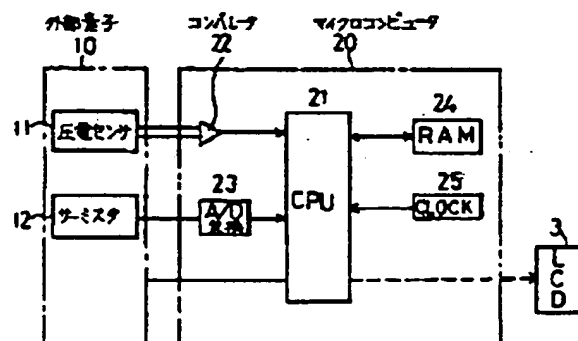 外部素子
10
コンパレータ
22
マイクロコンピュータ
20
11
圧電センサ
21
24
RAM
12
サーミスタ
23
A/D
変換
CPU
25
CLOCK
3
LCD